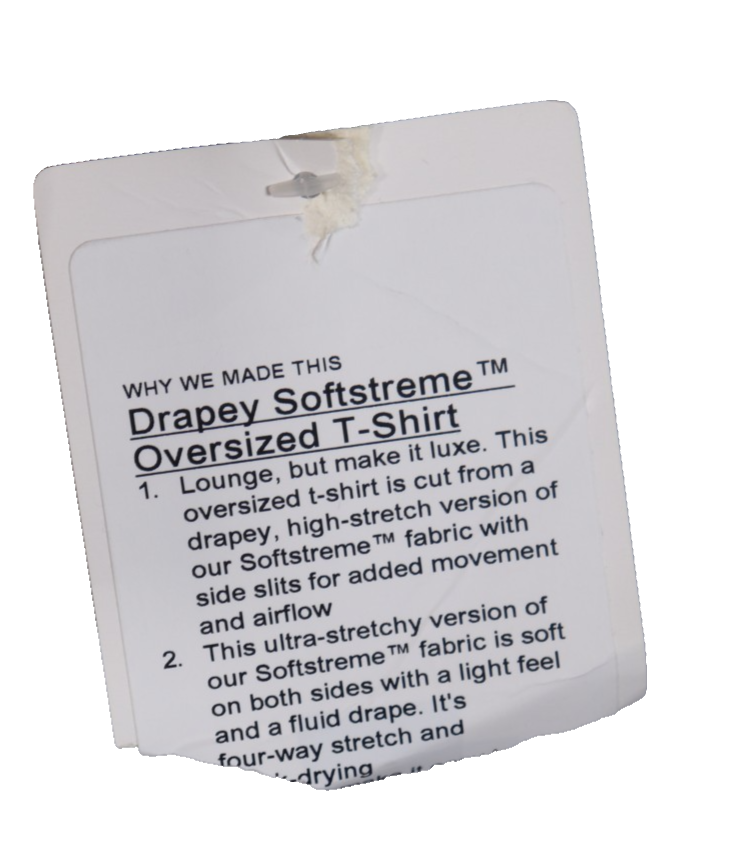 WHY WE MADE THIS
Drapey Softstreme™
Oversized T-Shirt
1. Lounge, but make it luxe. This
oversized t-shirt is cut from a
drapey, high-stretch version of
our Softstreme™ fabric with
side slits for added movement
and airflow
2. This ultra-stretchy version of
our Softstreme™ fabric is soft
on both sides with a light feel
and a fluid drape. It's
four-way stretch and
-drying